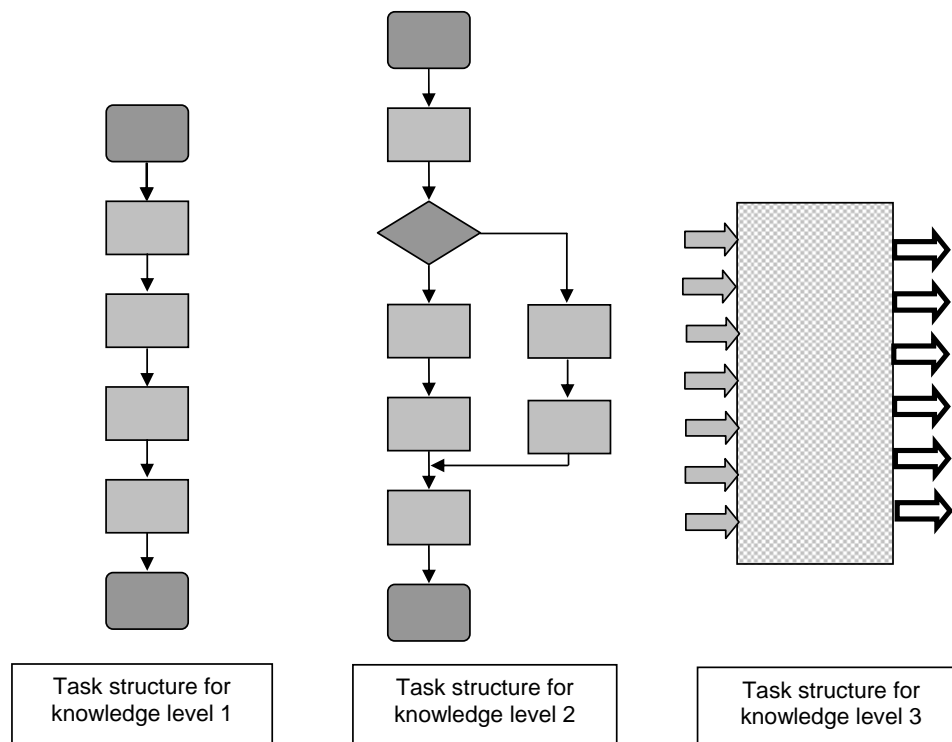 Task structure for
knowledge level 1
Task structure for
knowledge level 2
Task structure for
knowledge level 3